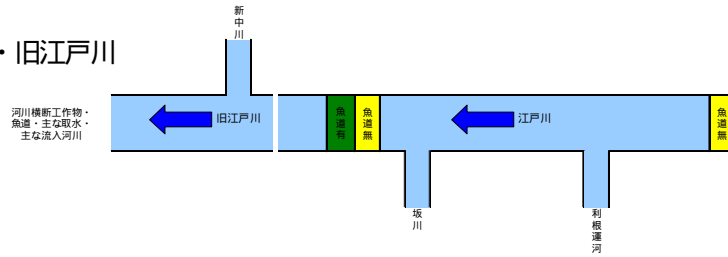 新中川
・旧江戸川
河川横断工作物・
魚道・主な取水・
主な流入河川
旧江戸川
魚道有
魚道無
江戸川
魚道無
坂川
利根運河